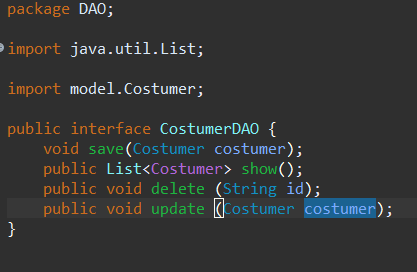 package DAO;
import java.util.List;
import model.Costumer;
public interface CostumerDAO {
void save(Costumer costumer);
public List<Costumer> show();
public void delete (String id);
public void update (Costumer costumer);
}